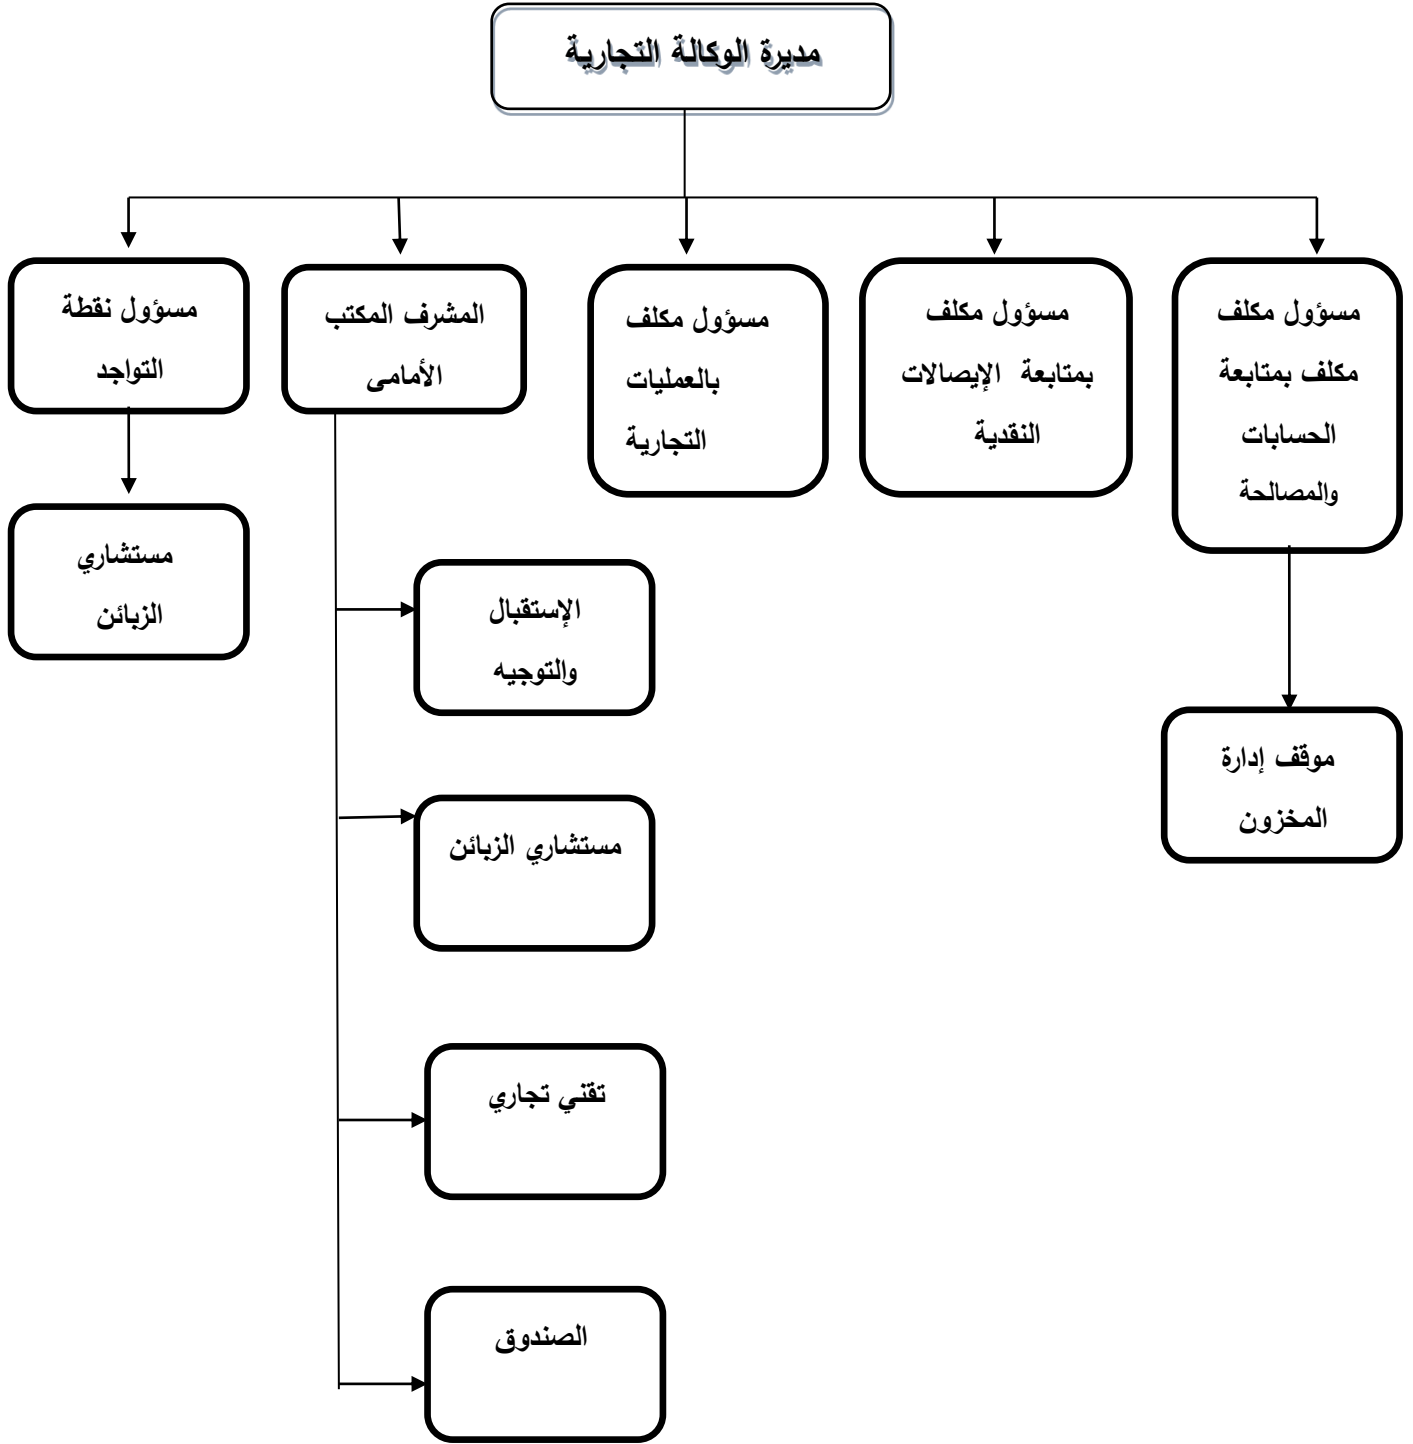 مديرة الوكالة التجارية
مسؤول مكلف
مكلف بمتابعة
الحسابات
والمصالحة
مسؤول مكلف
بمتابعة الإيصالات
النقدية
مسؤول مكلف
بالعمليات
التجارية
المشرف المكتب
الأمامى
مسؤول نقطة
التواجد
مستشاري
الزبائن
الإستقبال
والتوجيه
موقف إدارة
المخزون
مستشاري الزبائن
تقني تجاري
الصندوق